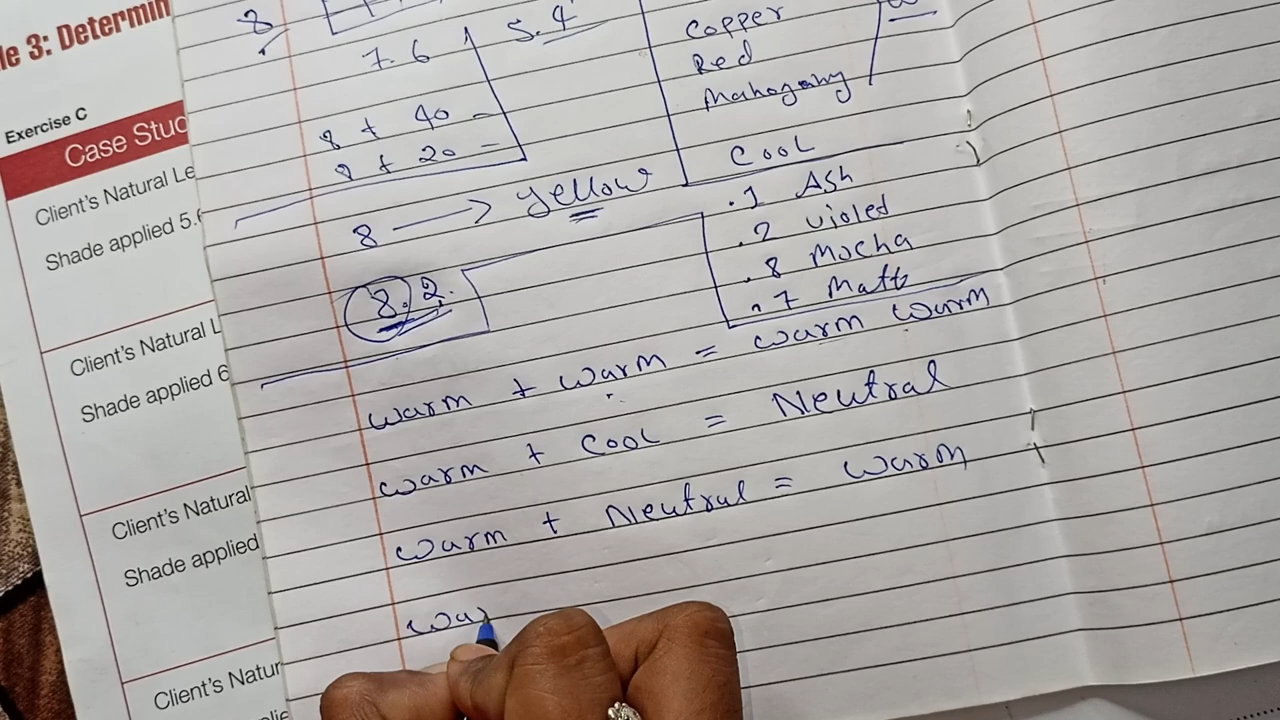 le 3: Determin
Exercise C
Case Stud
Client's Natural Le
Shade applied 5.6
Client's Natural L
Shade applied 6
Client's Natural
Shade applied
Client's Natur
8
7.6
5.4
8 + 40 -
8 + 20 -
8 → Yellow
8.2.
Copper
Red
Mahogany
Cool
.1 Ash
.2 violed
.8 Mocha
.7 Matt
warm + warm = warm warm
warm + Cool = Neutral
warm + Neutral = warm
war